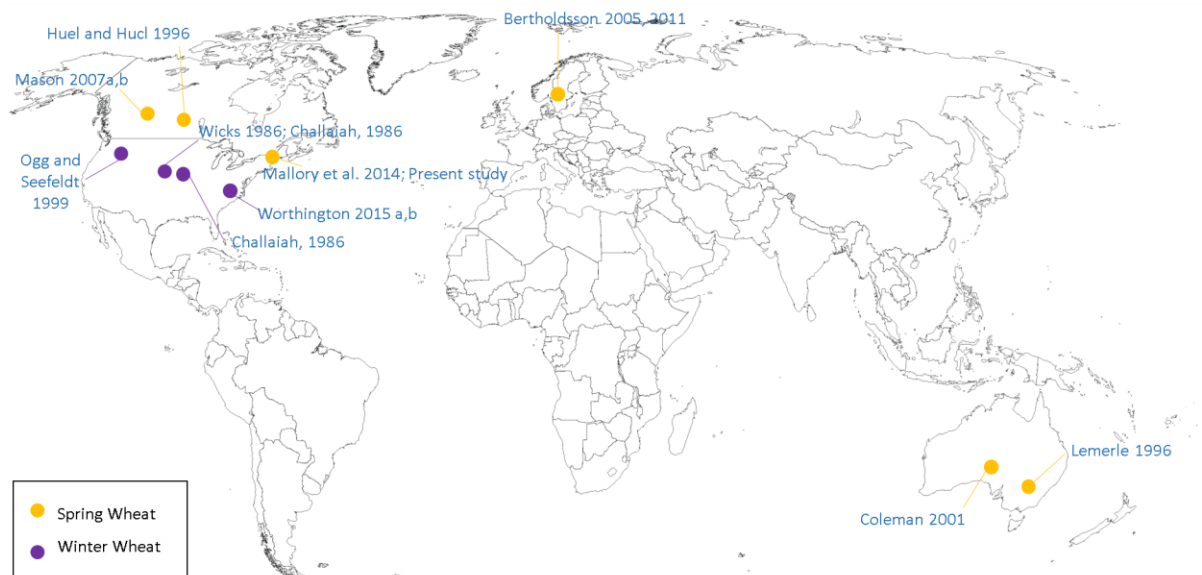 Bertholdsson 2005, 2011
Huel and Hucl 1996
Mason 2007a,b
Wicks 1986; Challaiah, 1986
Ogg and
Seefeldt
1999
Mallory et al. 2014; Present study
Worthington 2015 a,b
Challaiah, 1986
Lemerle 1996
Coleman 2001
Spring Wheat
Winter Wheat